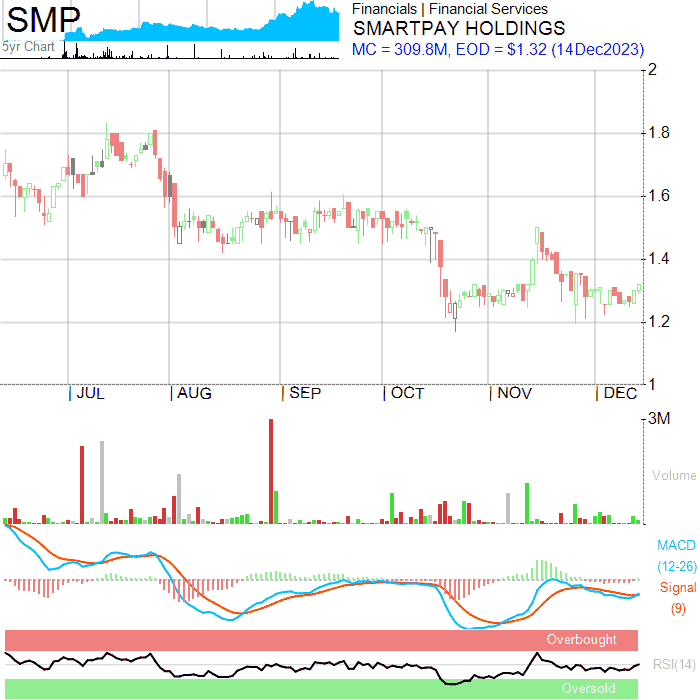 SMP
5yr Chart
Financials | Financial Services
SMARTPAY HOLDINGS
MC = 309.8M, EOD = $1.32 (14Dec2023)
2
1.8
1.6
1.4
1.2
1
JUL AUG SEP OCT NOV DEC
3M
Volume
MACD
(12-26)
Signal
(9)
Overbought
RSI(14)
Oversold